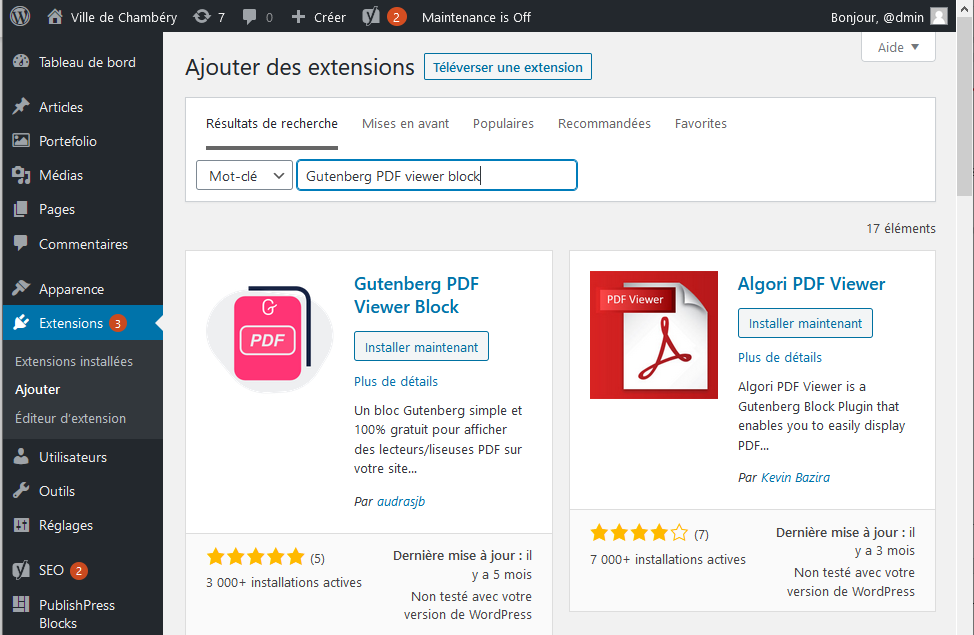 Ville de Chambéry 7 0 Créer 2 Maintenance is Off Bonjour, @dmin
Aide
Tableau de bord
Articles
Portefolio
Médias
Pages
Commentaires
Apparence
Extensions 3
Extensions installées
Ajouter
Éditeur d'extension
Utilisateurs
Outils
Réglages
SEO 2
PublishPress
Blocks
Ajouter des extensions Téléverser une extension
Résultats de recherche Mises en avant Populaires Recommandées Favorites
Mot-clé Gutenberg PDF viewer block
17 éléments
G
PDF
Gutenberg PDF
Viewer Block
Installer maintenant
Plus de détails
Un bloc Gutenberg simple et
100% gratuit pour afficher
des lecteurs/liseuses PDF sur
votre site...
Par audrasjb
(5)
3 000+ installations actives
Dernière mise à jour : il
y a 5 mois
Non testé avec votre
version de WordPress
PDF Viewer
Algori PDF Viewer
Installer maintenant
Plus de détails
Algori PDF Viewer is a
Gutenberg Block Plugin that
enables you to easily display
PDF...
Par Kevin Bazira
(7)
7 000+ installations actives
Dernière mise à jour : il
y a 3 mois
Non testé avec votre
version de WordPress